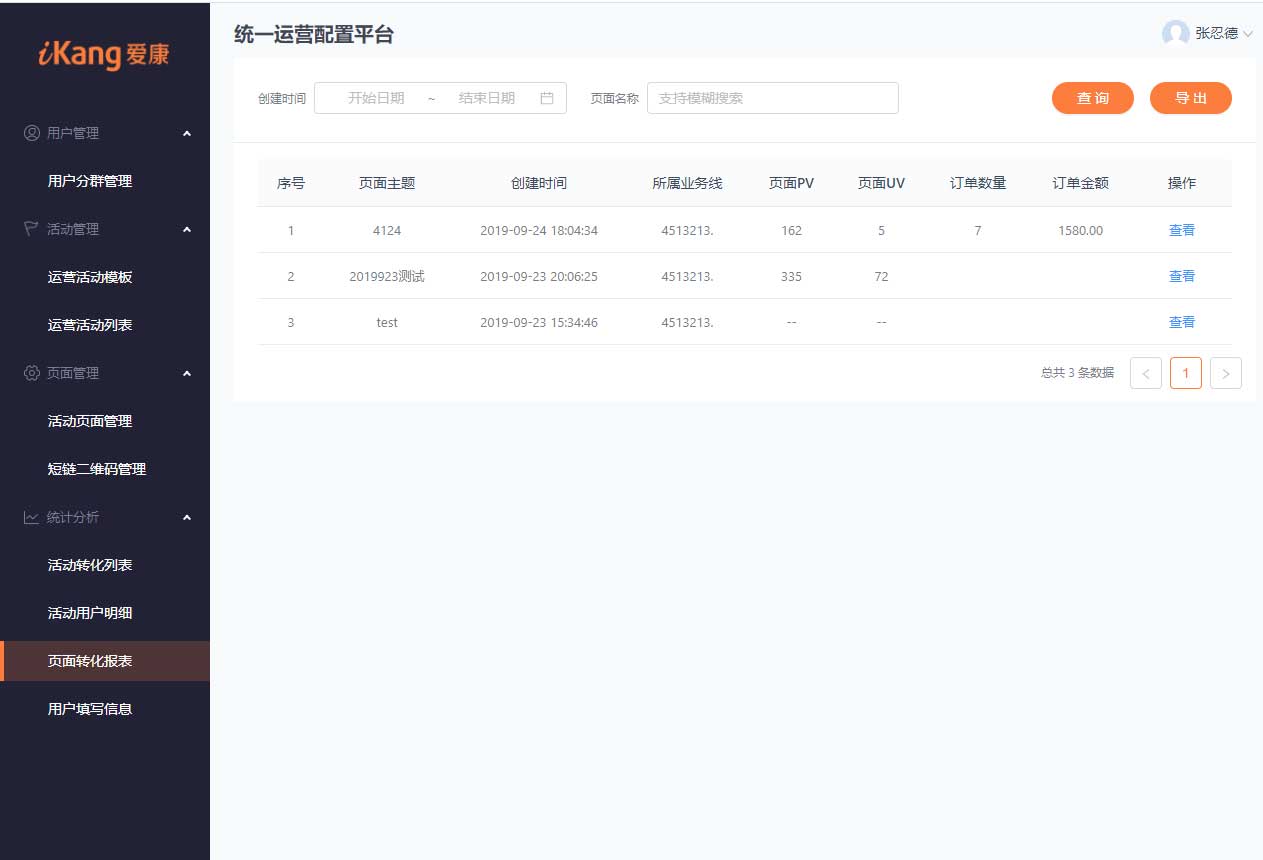 iKang 爱康
用户管理
用户分群管理
活动管理
运营活动模板
运营活动列表
页面管理
活动页面管理
短链二维码管理
统计分析
活动转化列表
活动用户明细
页面转化报表
用户填写信息
统一运营配置平台
张忍德
创建时间 开始日期 ~ 结束日期 页面名称 支持模糊搜索 查 询 导 出
序号 页面主题 创建时间 所属业务线 页面PV 页面UV 订单数量 订单金额 操作
1 4124 2019-09-24 18:04:34 4513213. 162 5 7 1580.00 查看
2 2019923测试 2019-09-23 20:06:25 4513213. 335 72 查看
3 test 2019-09-23 15:34:46 4513213. -- -- 查看
总共 3 条数据 < 1 >